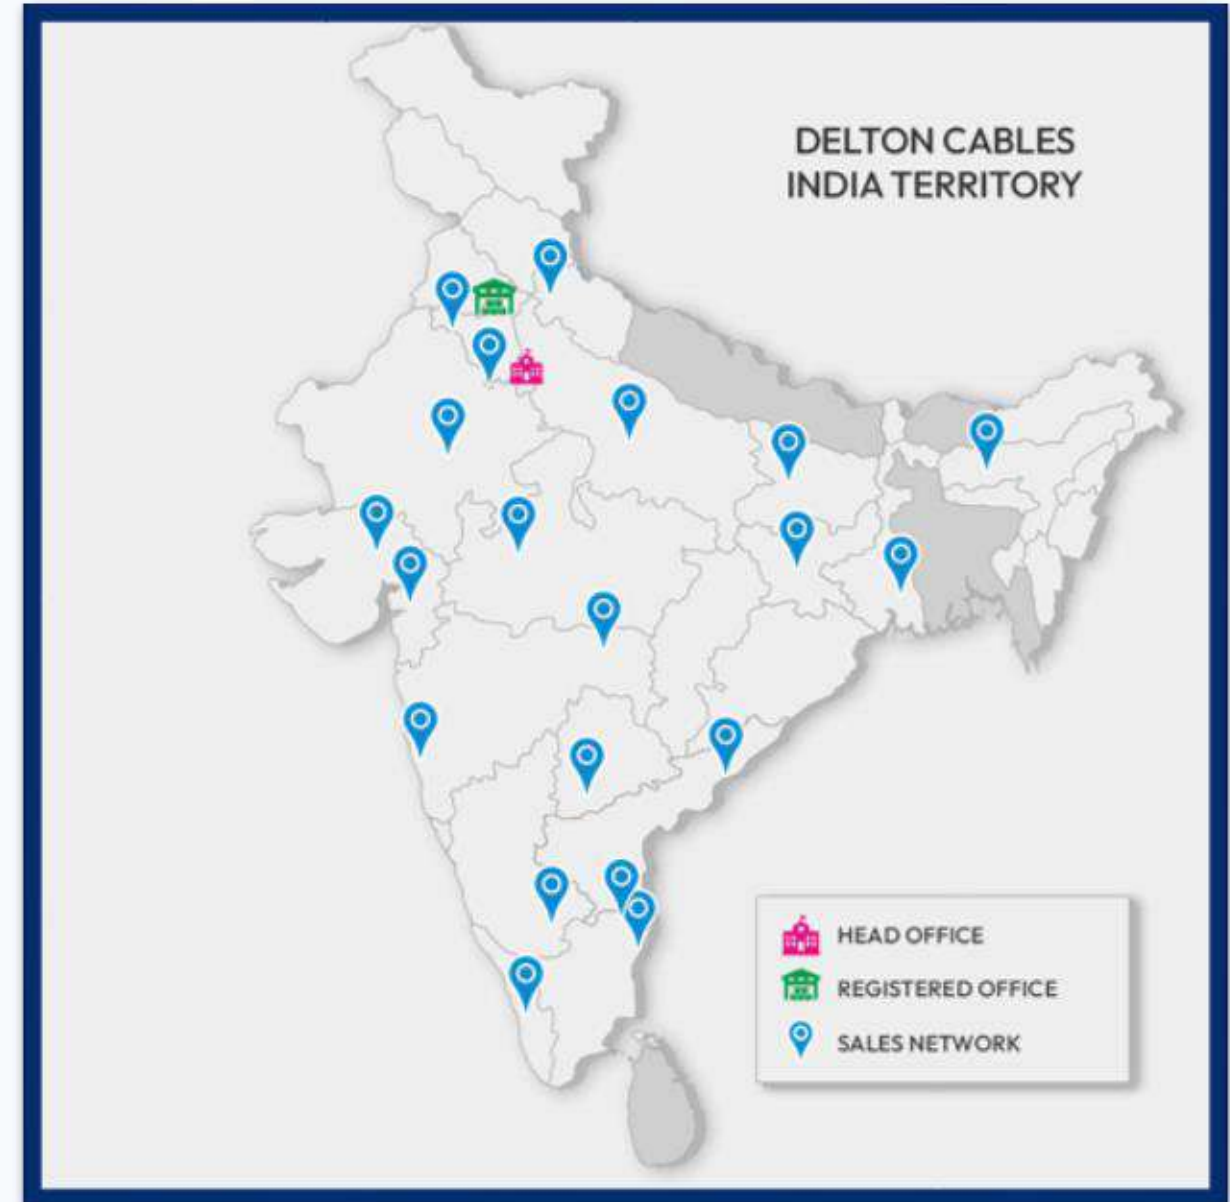 DELTON CABLES
INDIA TERRITORY
HEAD OFFICE
REGISTERED OFFICE
SALES NETWORK